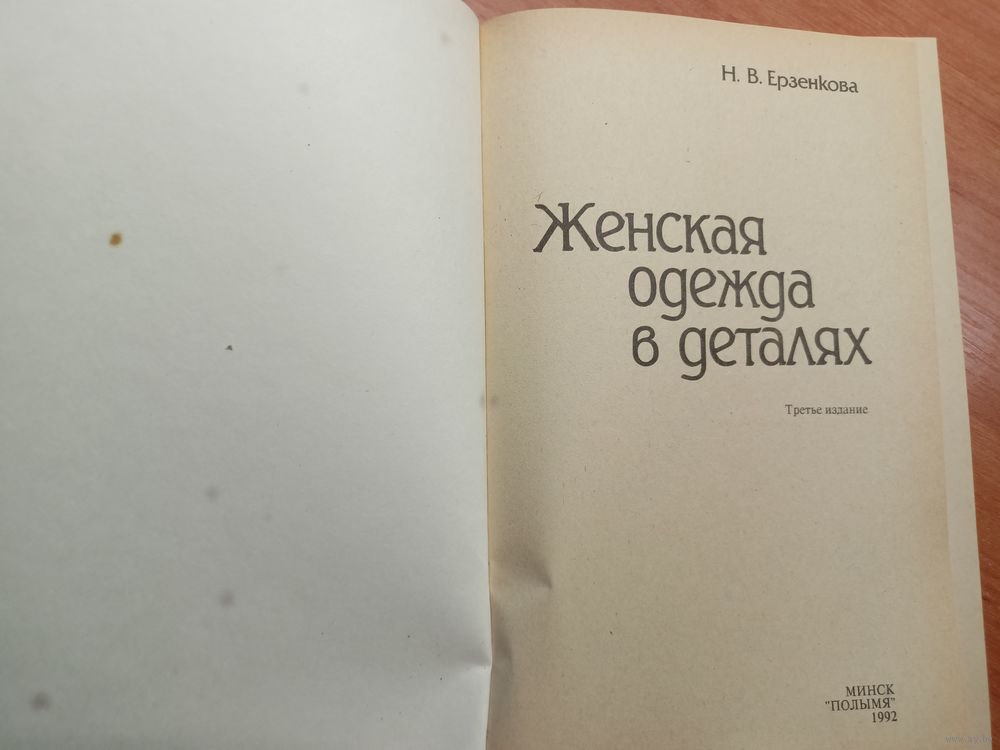 Н. В. Ерзенкова
Женская
одежда
в деталях
Третье издание
МИНСК
"ПОЛЫМЯ"
1992